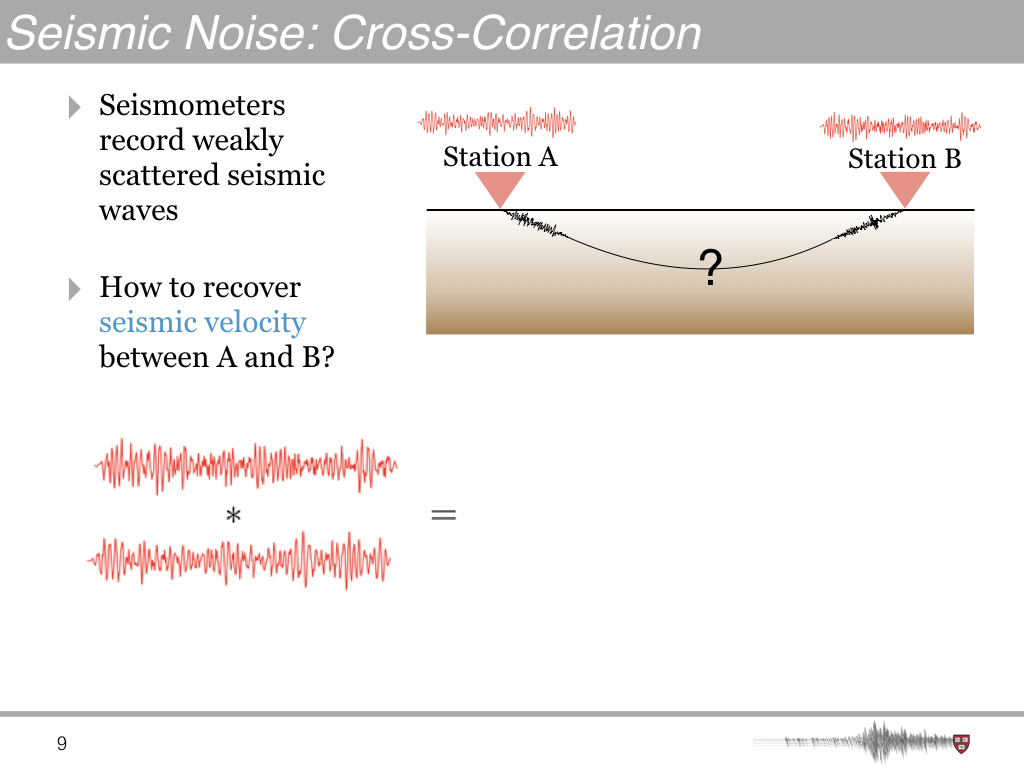 Seismic Noise: Cross-Correlation
Seismometers
record weakly
scattered seismic
waves
How to recover
seismic velocity
between A and B?
Station A
Station B
?
*
=
9